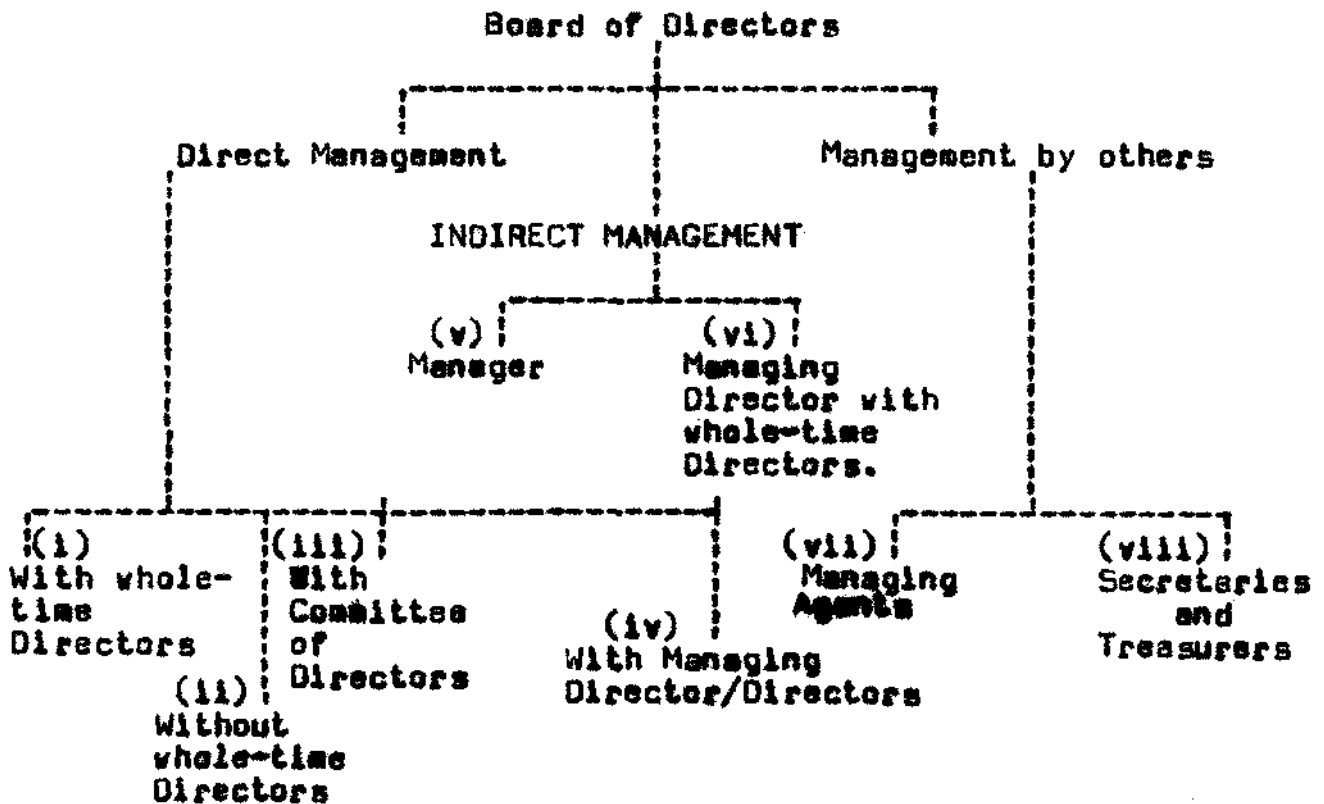 Board of Directors
Direct Management
Management by others
INDIRECT MANAGEMENT
(v)
Manager
(vi)
Managing
Director with
whole-time
Directors.
(i)
With whole-
time
Directors
(ii)
Without
whole-time
Directors
(iii)
With
Committee
of
Directors
(iv)
With Managing
Director/Directors
(vii)
Managing
Agents
(viii)
Secretaries
and
Treasurers